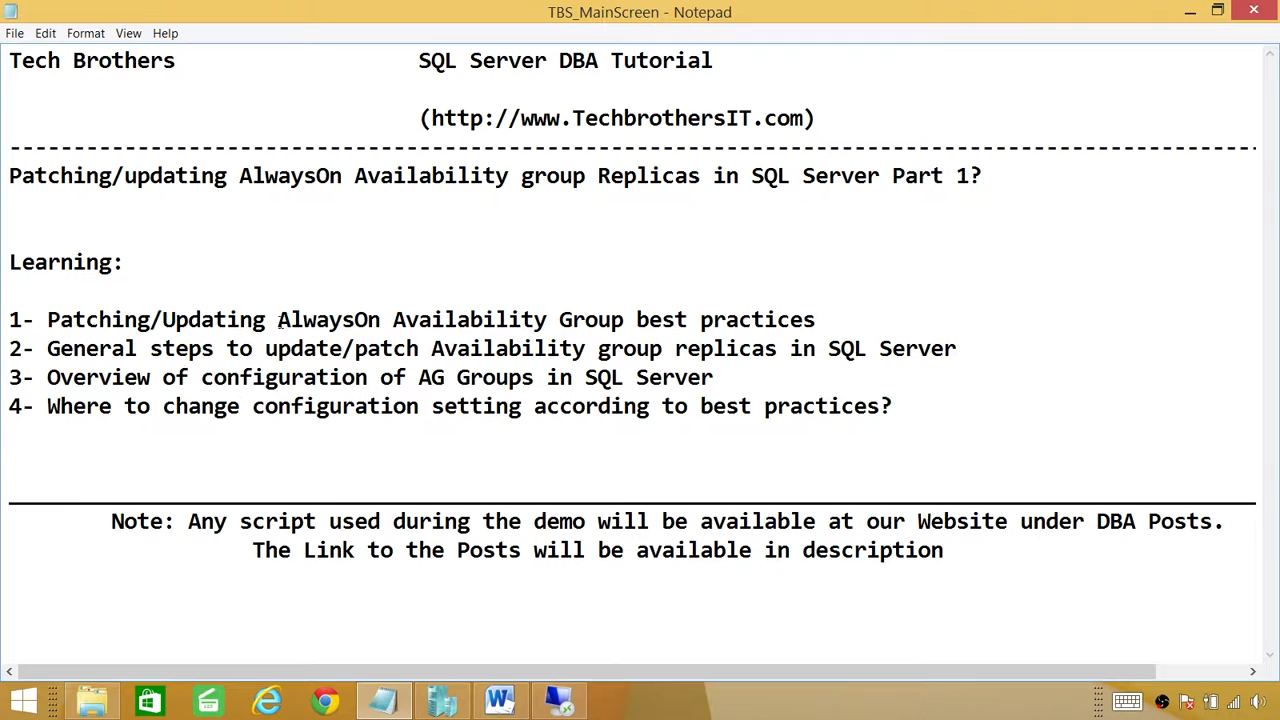 TBS_MainScreen - Notepad
File Edit Format View Help
Tech Brothers SQL Server DBA Tutorial
(http://www.TechbrothersIT.com)
--------------------------------------------------------------------------------------------------
Patching/updating AlwaysOn Availability group Replicas in SQL Server Part 1?
Learning:
1- Patching/Updating AlwaysOn Availability Group best practices
2- General steps to update/patch Availability group replicas in SQL Server
3- Overview of configuration of AG Groups in SQL Server
4- Where to change configuration setting according to best practices?
Note: Any script used during the demo will be available at our Website under DBA Posts.
The Link to the Posts will be available in description